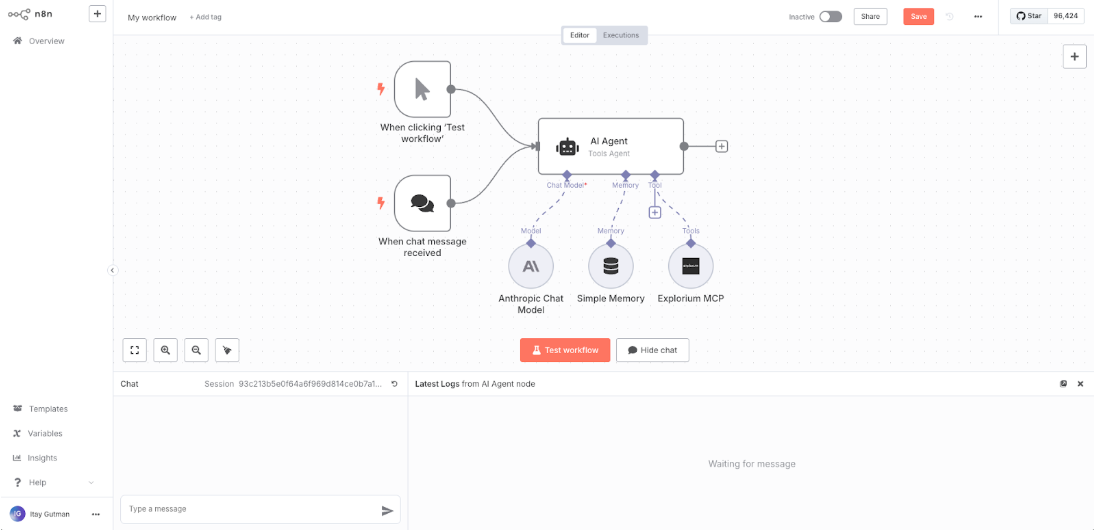 n8n
My workflow
+ Add tag
Inactive
Share
Save
Star
96,424
Overview
Editor
Executions
When clicking ‘Test
workflow’
AI Agent
Tools Agent
Chat Model*
Memory
Tool
When chat message
received
Model
Memory
Tools
Anthropic Chat
Model
Simple Memory
Explorium MCP
Test workflow
Hide chat
Chat
Session 93c213b5e0f64a6f969d814ce0b7a1...
Latest Logs from AI Agent node
Templates
Variables
Insights
Help
Waiting for message
Type a message
IG
Itay Gutman